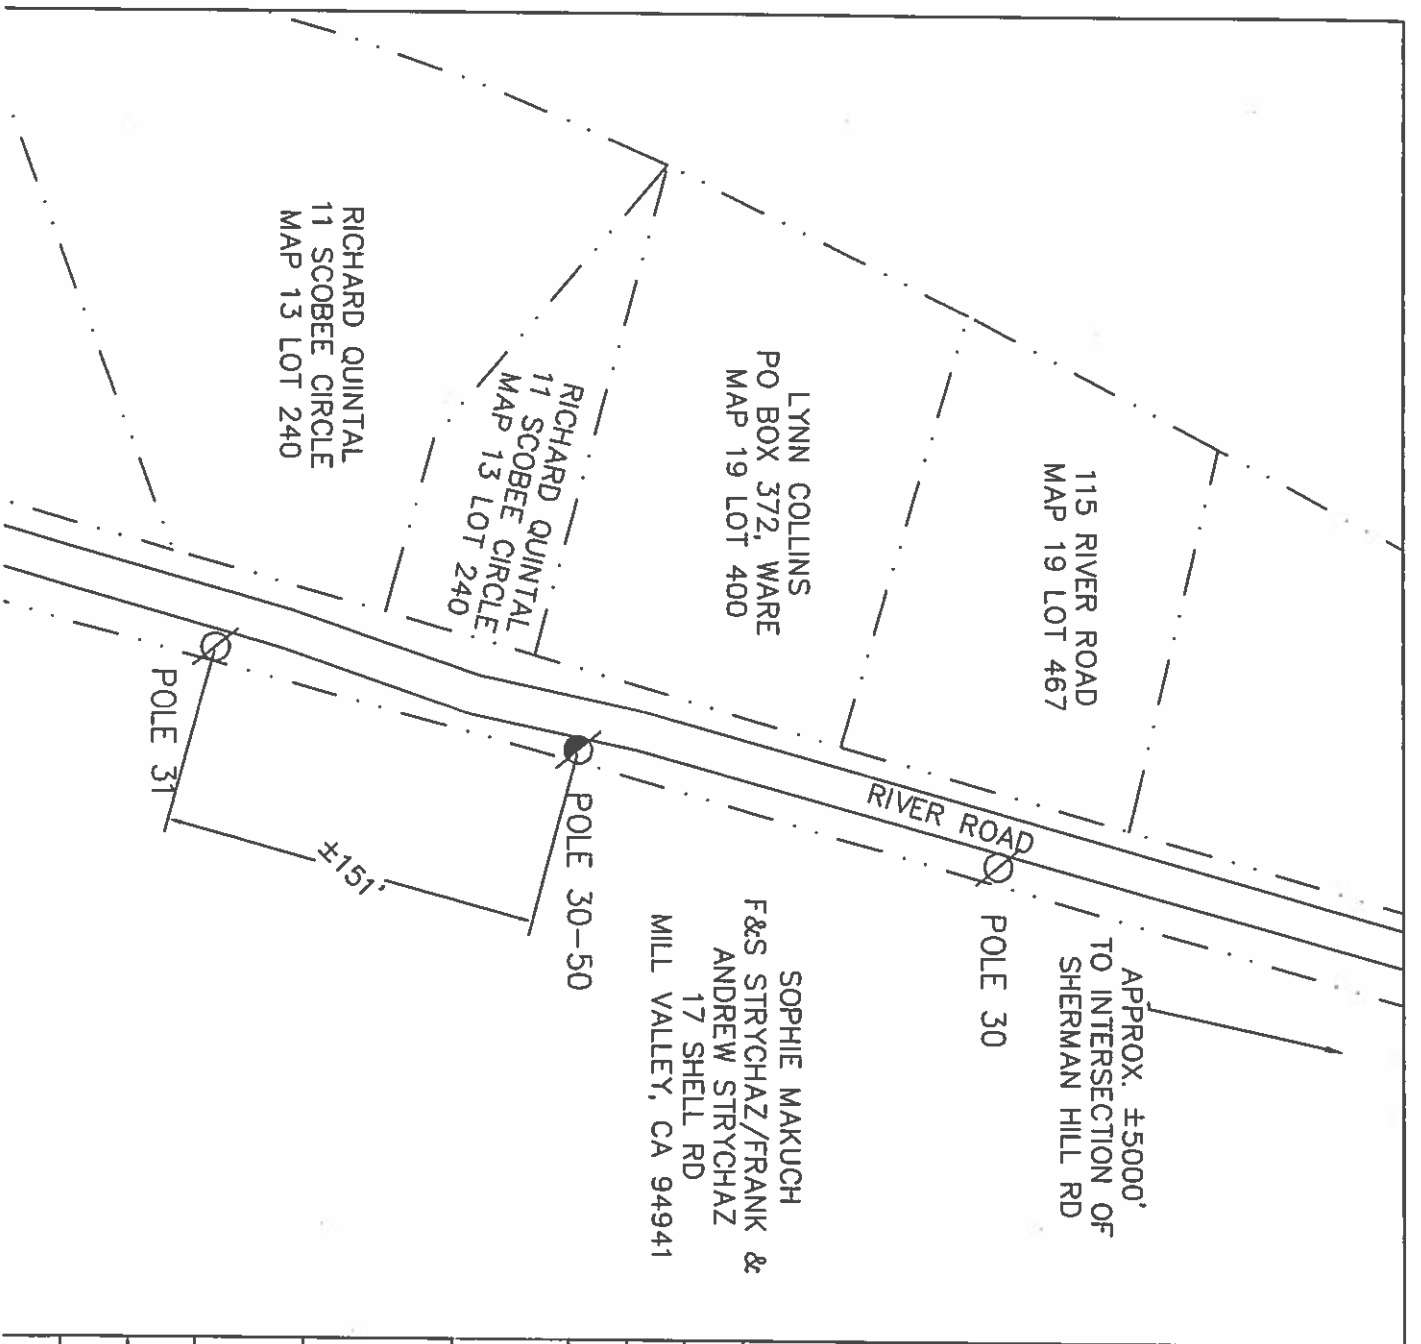 RICHARD QUINTAL
11 SCOBEE CIRCLE
MAP 13 LOT 240
RICHARD QUINTAL
11 SCOBEE CIRCLE
MAP 13 LOT 240
LYNN COLLINS
PO BOX 372, WARE
MAP 19 LOT 400
115 RIVER ROAD
MAP 19 LOT 467
RIVER ROAD
POLE 31
±151'
POLE 30-50
POLE 30
APPROX. ±5000'
TO INTERSECTION OF
SHERMAN HILL RD
SOPHIE MAKUCH
F&S STRYCHAZ/FRANK &
ANDREW STRYCHAZ
17 SHELL RD
MILL VALLEY, CA 94941